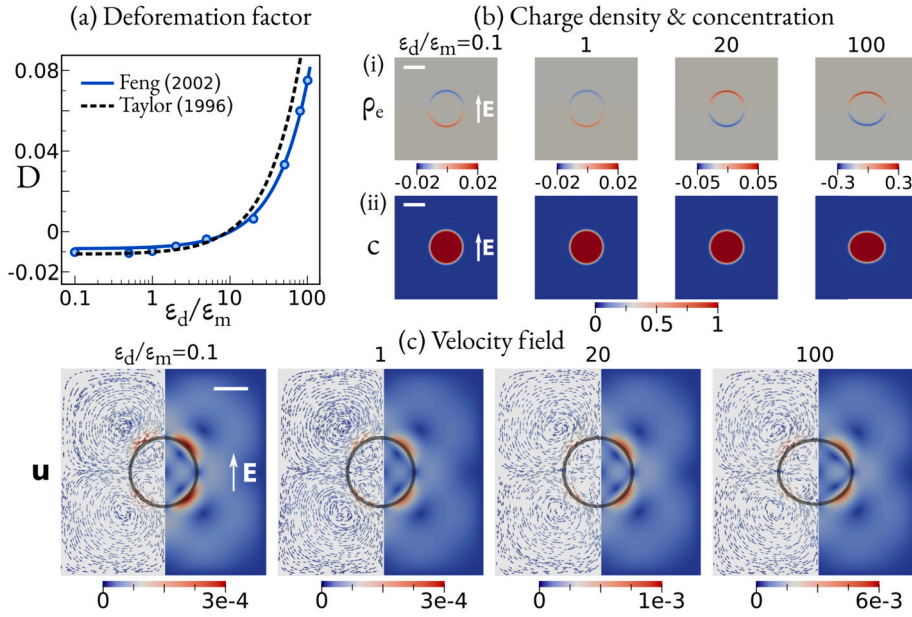 (a) Deformation factor
0.08
0.04
0
-0.02
D
Feng (2002)
Taylor (1996)
0.1
1
10
100
εd/εm
(b) Charge density & concentration
εd/εm=0.1
1
20
100
(i)
ρe
E
-0.02
0.02
-0.02
0.02
-0.05
0.05
-0.3
0.3
(ii)
c
E
0
0.5
1
(c) Velocity field
εd/εm=0.1
1
20
100
u
E
0
3e-4
0
3e-4
0
1e-3
0
6e-3